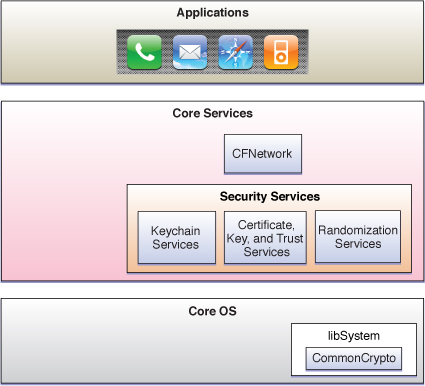 Applications
Core Services
CFNetwork
Security Services
Keychain
Services
Certificate,
Key, and Trust
Services
Randomization
Services
Core OS
libSystem
CommonCrypto